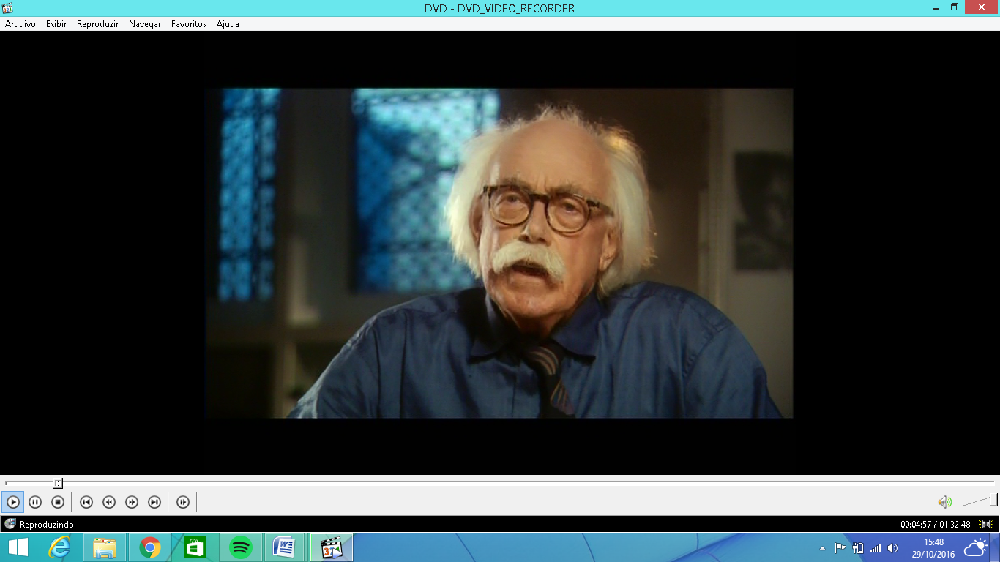 DVD - DVD_VIDEO_RECORDER
Arquivo Exibir Reproduzir Navegar Favoritos Ajuda
Reproduzindo
00:04:57 / 01:32:48
15:48
29/10/2016